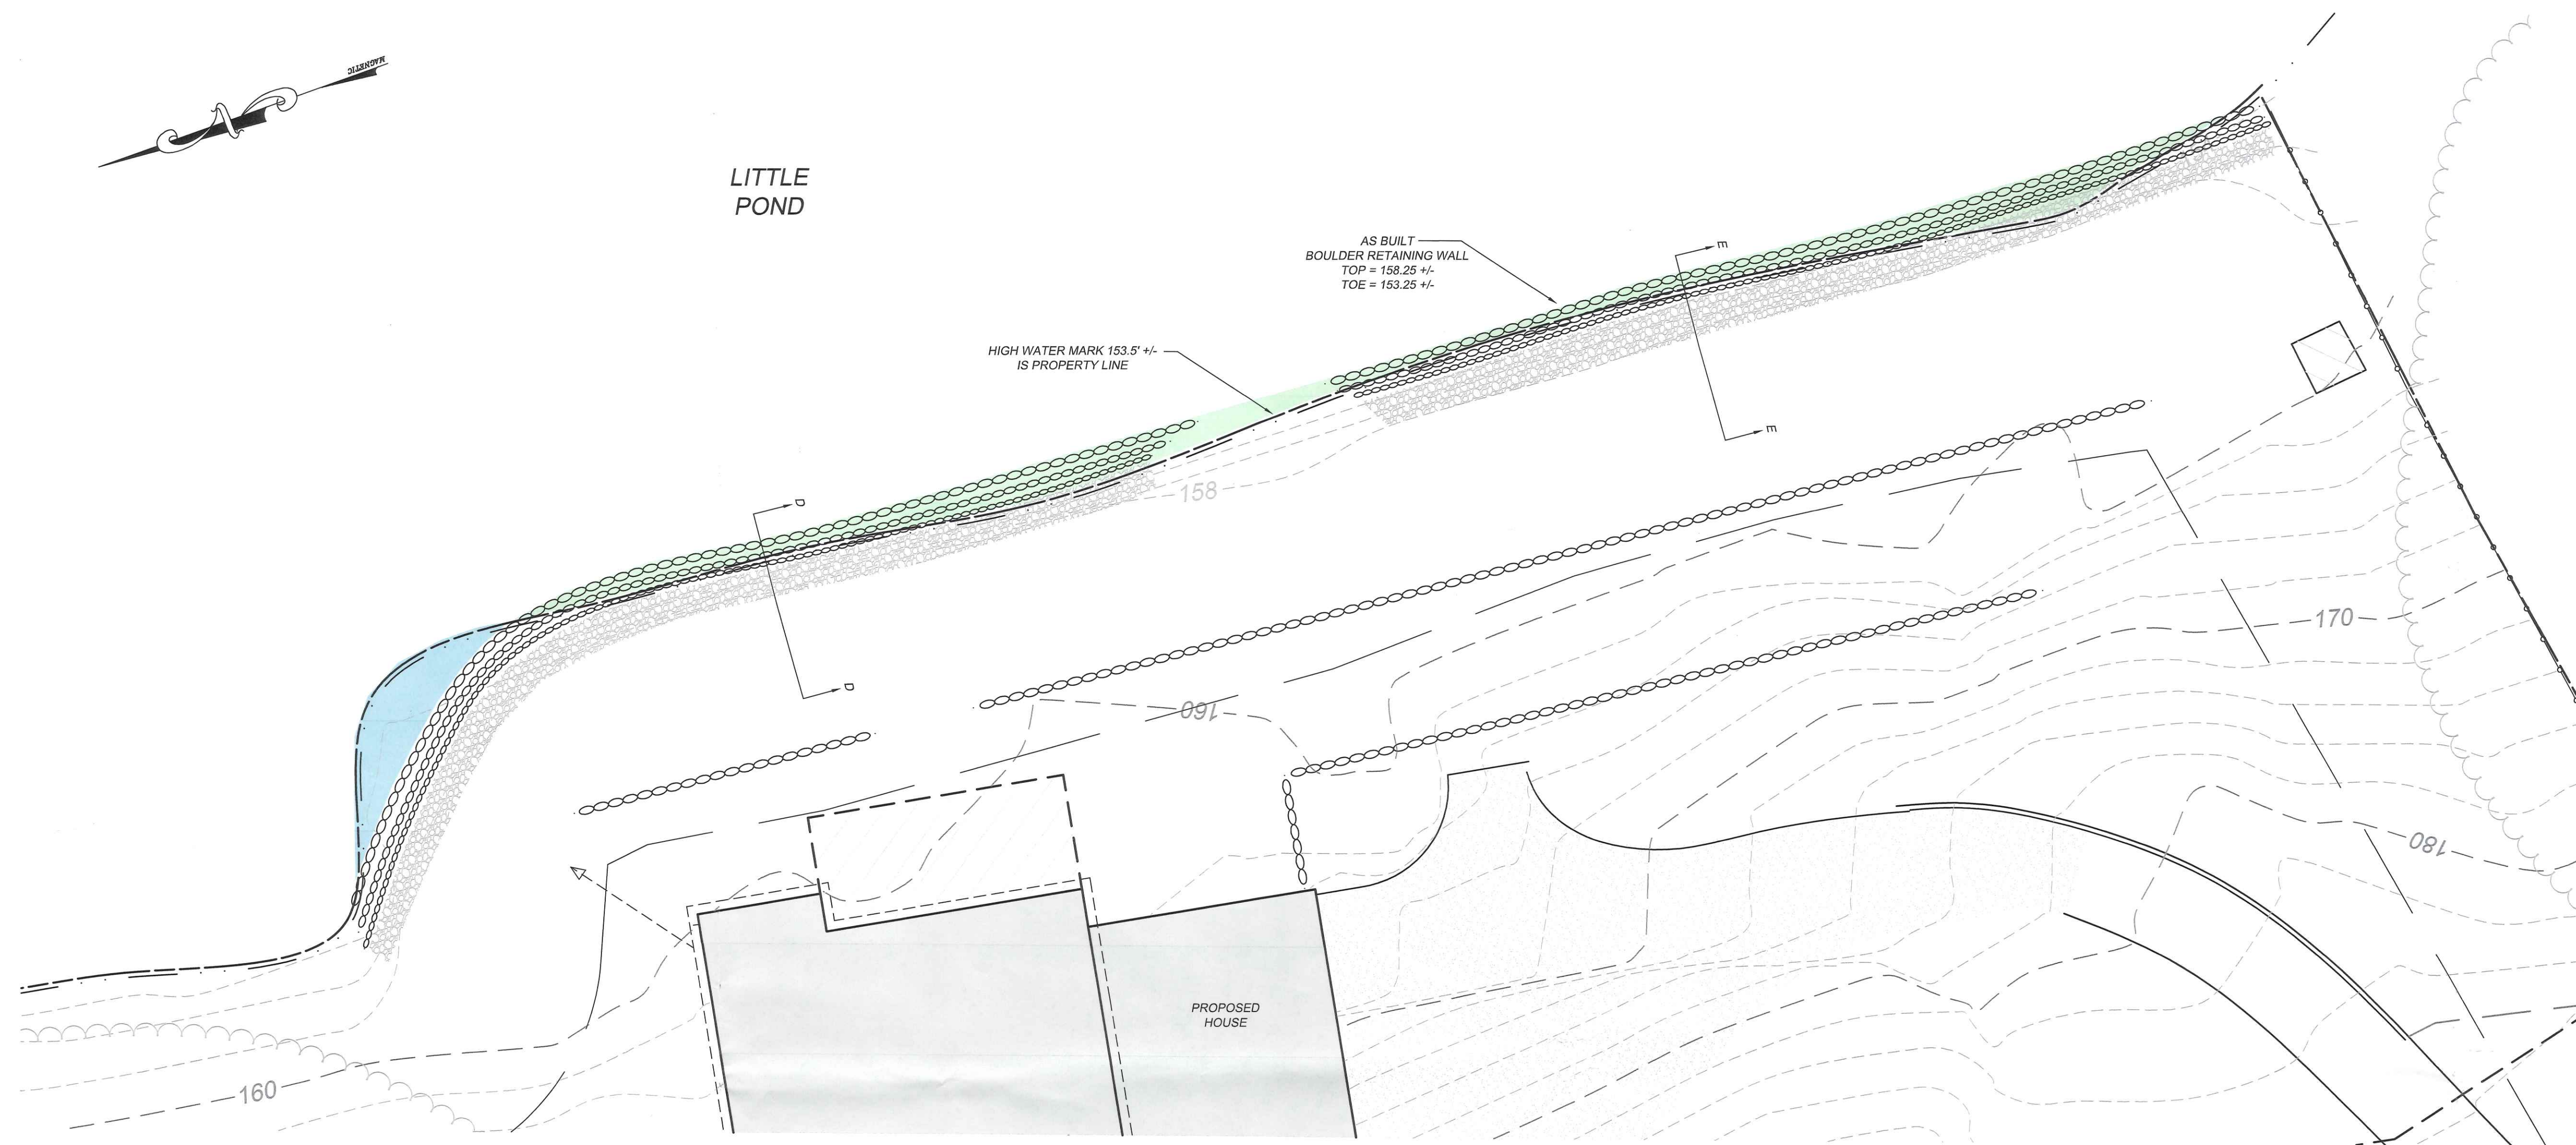 MAGNETIC
N
LITTLE
POND
AS BUILT
BOULDER RETAINING WALL
TOP = 158.25 +/-
TOE = 153.25 +/-
E
HIGH WATER MARK 153.5' +/-
IS PROPERTY LINE
E
158
D
170
D
160
180
PROPOSED
HOUSE
160